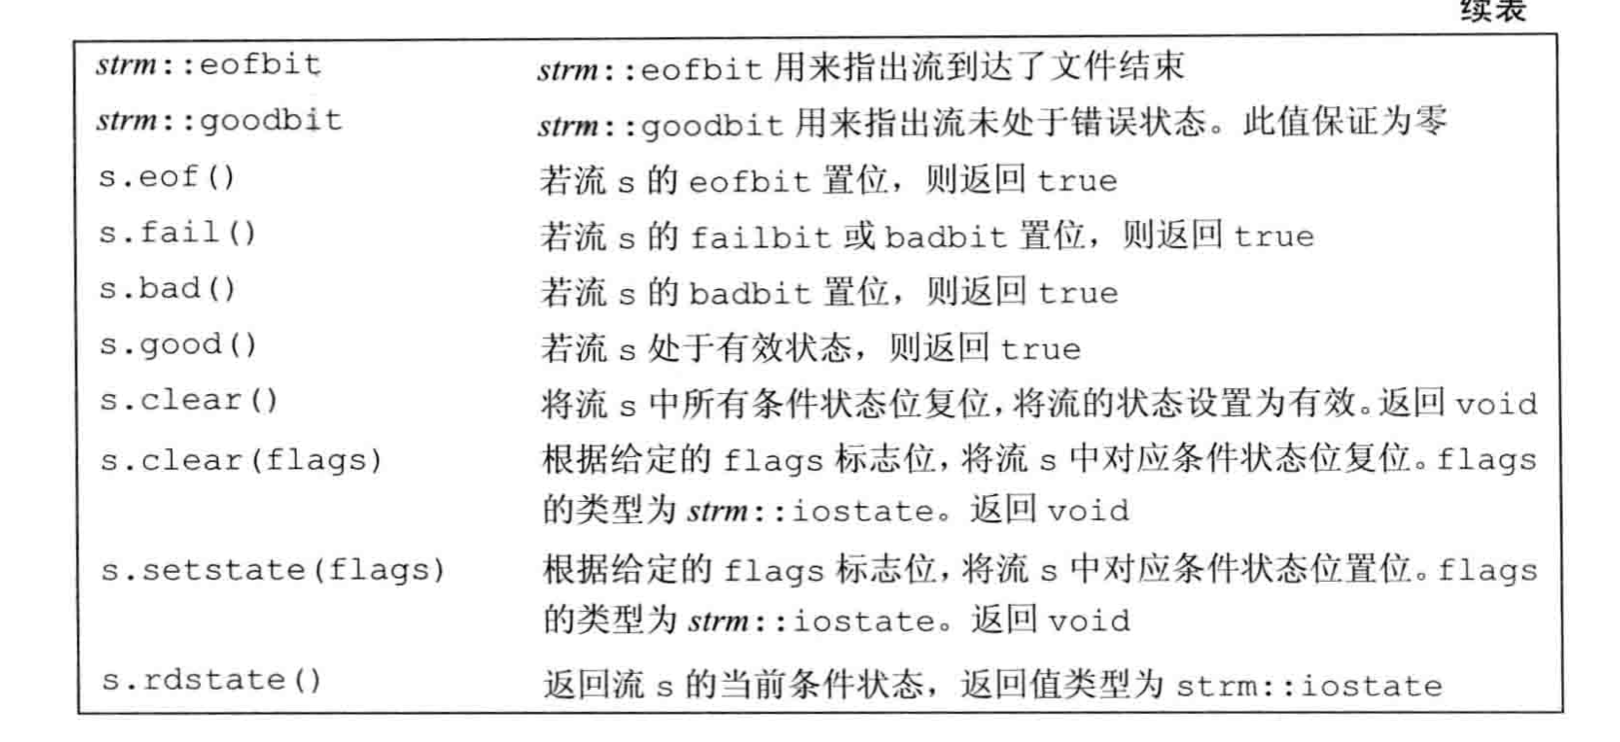 续表
strm::eofbit strm::eofbit 用来指出流到达了文件结束
strm::goodbit strm::goodbit 用来指出流未处于错误状态。此值保证为零
s.eof() 若流 s 的 eofbit 置位，则返回 true
s.fail() 若流 s 的 failbit 或 badbit 置位，则返回 true
s.bad() 若流 s 的 badbit 置位，则返回 true
s.good() 若流 s 处于有效状态，则返回 true
s.clear() 将流 s 中所有条件状态位复位,将流的状态设置为有效。返回 void
s.clear(flags) 根据给定的 flags 标志位,将流 s 中对应条件状态位复位。flags
的类型为 strm::iostate。返回 void
s.setstate(flags) 根据给定的 flags 标志位,将流 s 中对应条件状态位置位。flags
的类型为 strm::iostate。返回 void
s.rdstate() 返回流 s 的当前条件状态，返回值类型为 strm::iostate